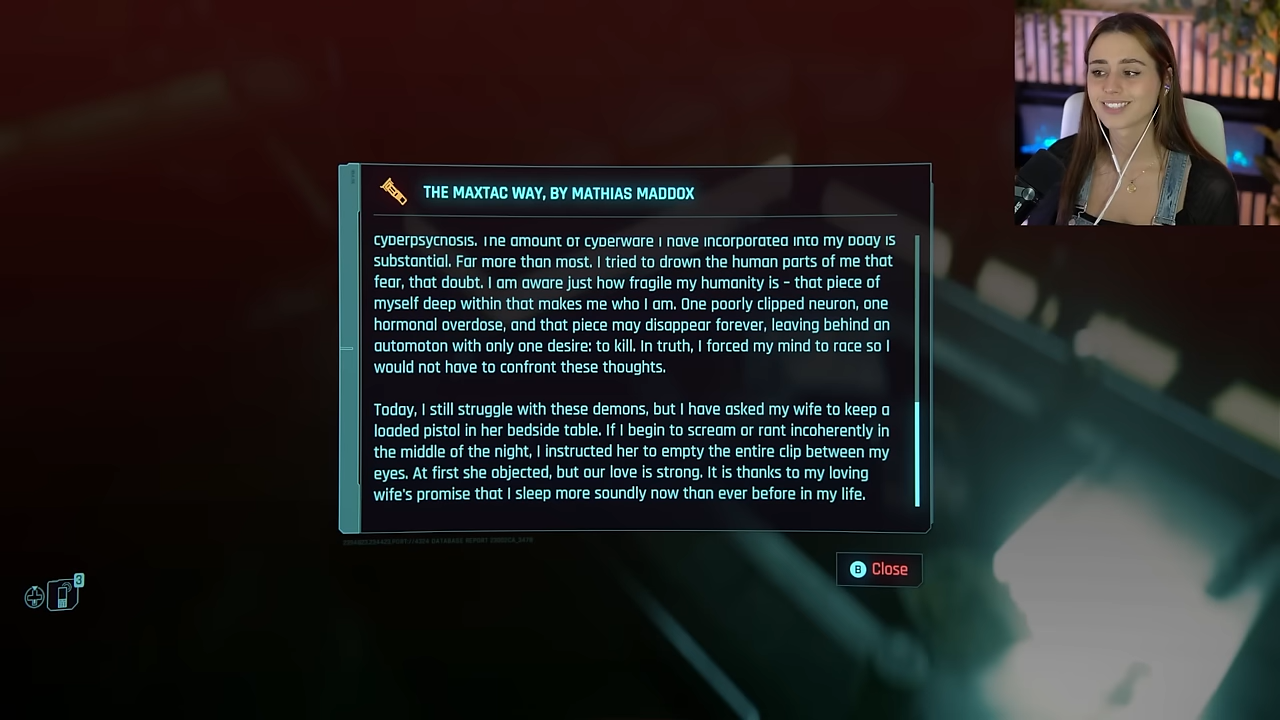 THE MAXTAC WAY, BY MATHIAS MADDOX
cyberpsychosis. The amount of cyberware I have incorporated into my body is
substantial. Far more than most. I tried to drown the human parts of me that
fear, that doubt. I am aware just how fragile my humanity is - that piece of
myself deep within that makes me who I am. One poorly clipped neuron, one
hormonal overdose, and that piece may disappear forever, leaving behind an
automoton with only one desire: to kill. In truth, I forced my mind to race so I
would not have to confront these thoughts.
Today, I still struggle with these demons, but I have asked my wife to keep a
loaded pistol in her bedside table. If I begin to scream or rant incoherently in
the middle of the night, I instructed her to empty the entire clip between my
eyes. At first she objected, but our love is strong. It is thanks to my loving
wife's promise that I sleep more soundly now than ever before in my life.
B Close
3